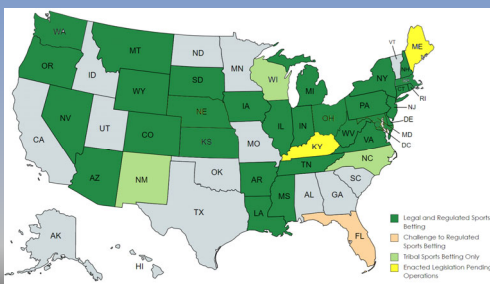 WA
MT
ND
MN
VT
ME
OR
ID
SD
WI
MI
NY
WY
RI
NV
NE
IA
PA
NJ
UT
CO
IL
IN
OH
DE
CA
KS
MO
WV
VA
MD
KY
DC
AZ
NM
OK
AR
TN
NC
SC
TX
MS
AL
GA
LA
AK
FL
HI
Legal and Regulated Sports
Betting
Challenge to Regulated
Sports Betting
Tribal Sports Betting Only
Enacted Legislation Pending
Operations